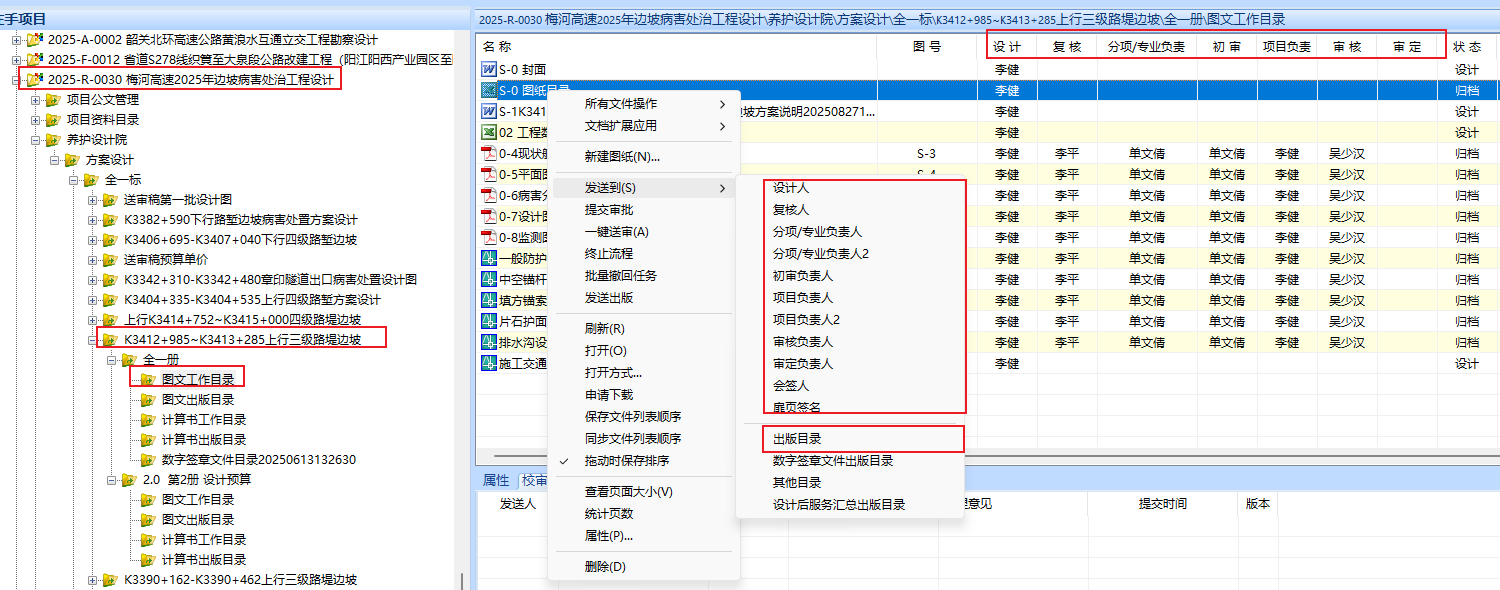 在手项目
2025-A-0002 韶关北环高速公路黄浪水互通立交工程勘察设计
2025-F-0012 省道S278线织篢至大泉段公路改建工程（阳江阳西产业园区至
2025-R-0030 梅河高速2025年边坡病害处治工程设计
项目公文管理
项目资料目录
养护设计院
方案设计
全一标
送审稿第一批设计图
K3382+590下行路堑边坡病害处置方案设计
K3406+695-K3407+040下行四级路堑边坡
送审稿预算单价
K3342+310-K3342+480章印隧道出口病害处置设计图
K3404+335-K3404+535上行四级路堑方案设计
上行K3414+752~K3415+000四级路堤边坡
K3412+985~K3413+285上行三级路堤边坡
全一册
图文工作目录
图文出版目录
计算书工作目录
计算书出版目录
数字签章文件目录20250613132630
2.0 第2册 设计预算
图文工作目录
图文出版目录
计算书工作目录
计算书出版目录
K3390+162-K3390+462上行三级路堤边坡
2025-R-0030 梅河高速2025年边坡病害处治工程设计\养护设计院\方案设计\全一标\K3412+985~K3413+285上行三级路堤边坡\全一册\图文工作目录
名 称 图 号 设 计 复 核 分项/专业负责 初 审 项目负责 审 核 审 定 状 态
S-0 封面 李健 设计
S-0 图纸目录 李健 归档
S-1K341 坡方案说明202508271... 李健 设计
02 工程数 李健 设计
0-4现状航 S-3 李健 李平 单文倩 单文倩 李健 吴少汉 归档
0-5平面图 S-4 李健 李平 单文倩 单文倩 李健 吴少汉 归档
0-6病害分 李健 李平 单文倩 单文倩 李健 吴少汉 归档
0-7设计图 李健 李平 单文倩 单文倩 李健 吴少汉 归档
0-8监测图 李健 李平 单文倩 单文倩 李健 吴少汉 归档
一般防护 李健 李平 单文倩 单文倩 李健 吴少汉 归档
中空锚杆 李健 李平 单文倩 单文倩 李健 吴少汉 归档
填方锚索 李健 李平 单文倩 单文倩 李健 吴少汉 归档
片石护面 李健 李平 单文倩 单文倩 李健 吴少汉 归档
排水沟设 李健 李平 单文倩 单文倩 李健 吴少汉 归档
施工交通 李健 设计
所有文件操作
文档扩展应用
新建图纸(N)...
发送到(S)
提交审批
一键送审(A)
终止流程
批量撤回任务
发送出版
刷新(R)
打开(O)
打开方式...
申请下载
保存文件列表顺序
同步文件列表顺序
拖动时保存排序
查看页面大小(V)
统计页数
属性(P)...
删除(D)
设计人
复核人
分项/专业负责人
分项/专业负责人2
初审负责人
项目负责人
项目负责人2
审核负责人
审定负责人
会签人
扉页签名
出版目录
数字签章文件出版目录
其他目录
设计后服务汇总出版目录
属性 校审
发送人 意见 提交时间 版本